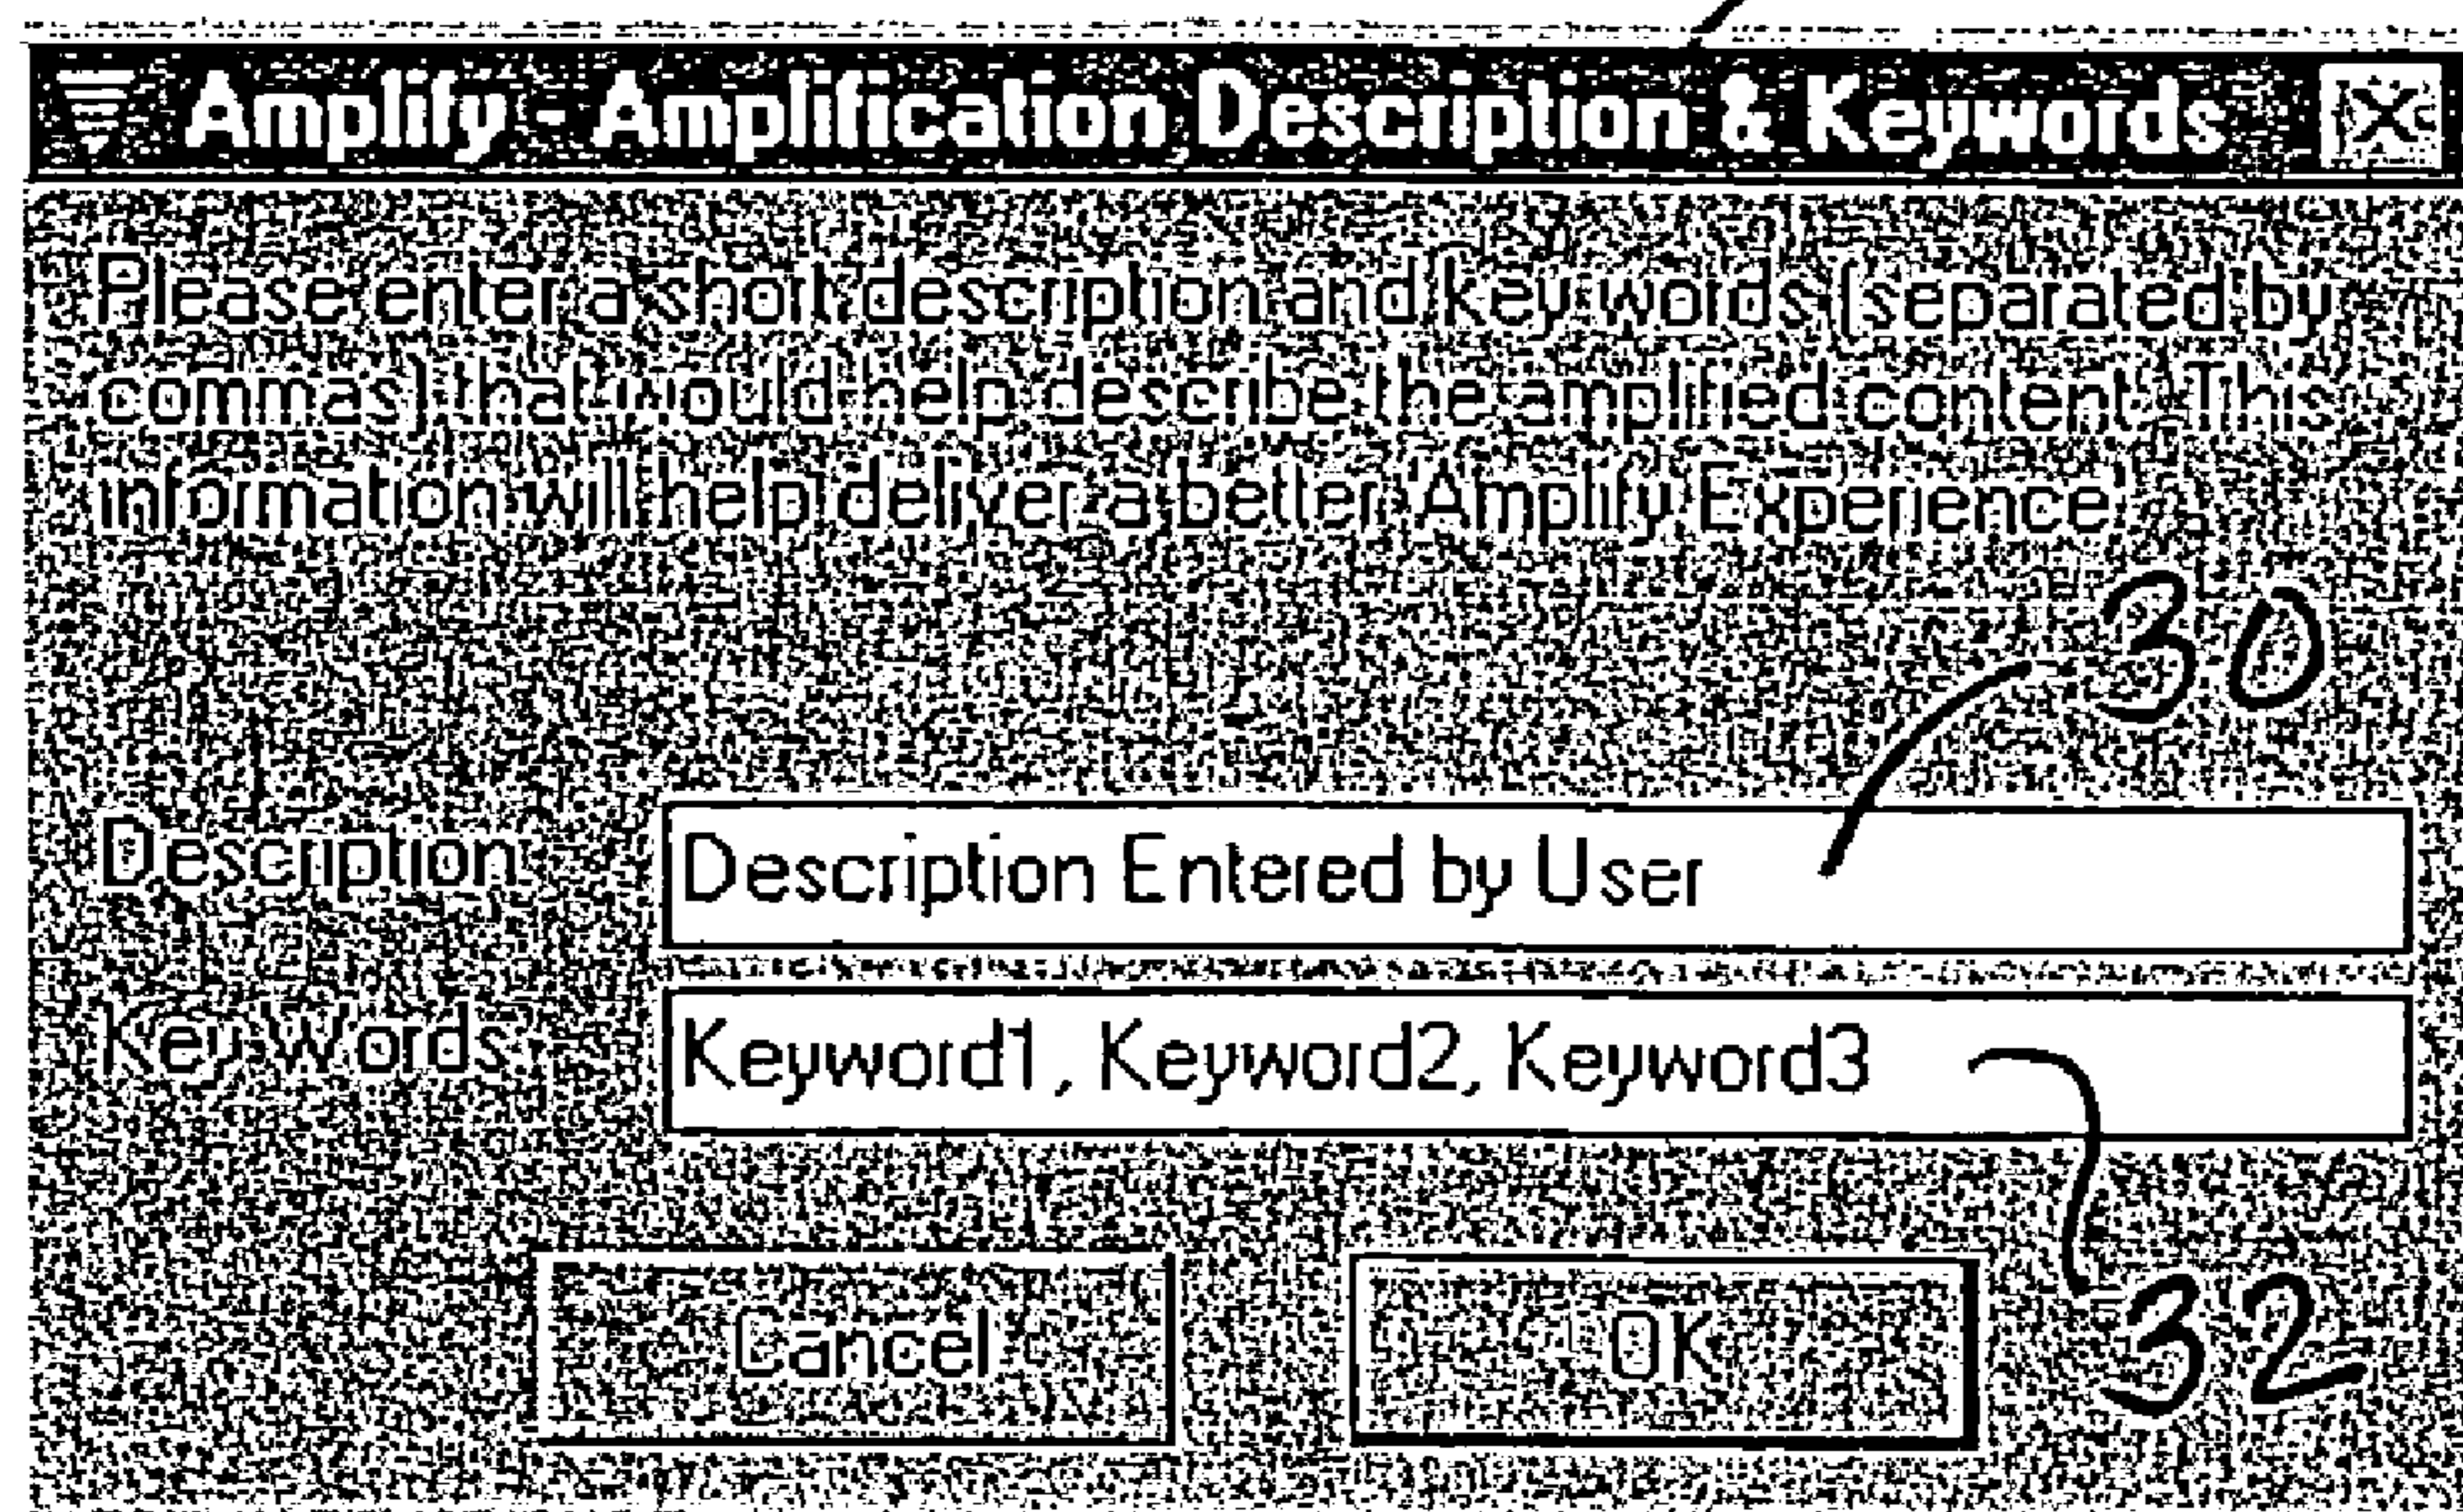 Amplify - Amplification Description & Keywords
Please enter a short description and key words (separated by
commas) that would help describe the amplified content. This
information will help deliver a better Amplify Experience
30
Description Description Entered by User
Key Words Keyword1, Keyword2, Keyword3
Cancel OK 32